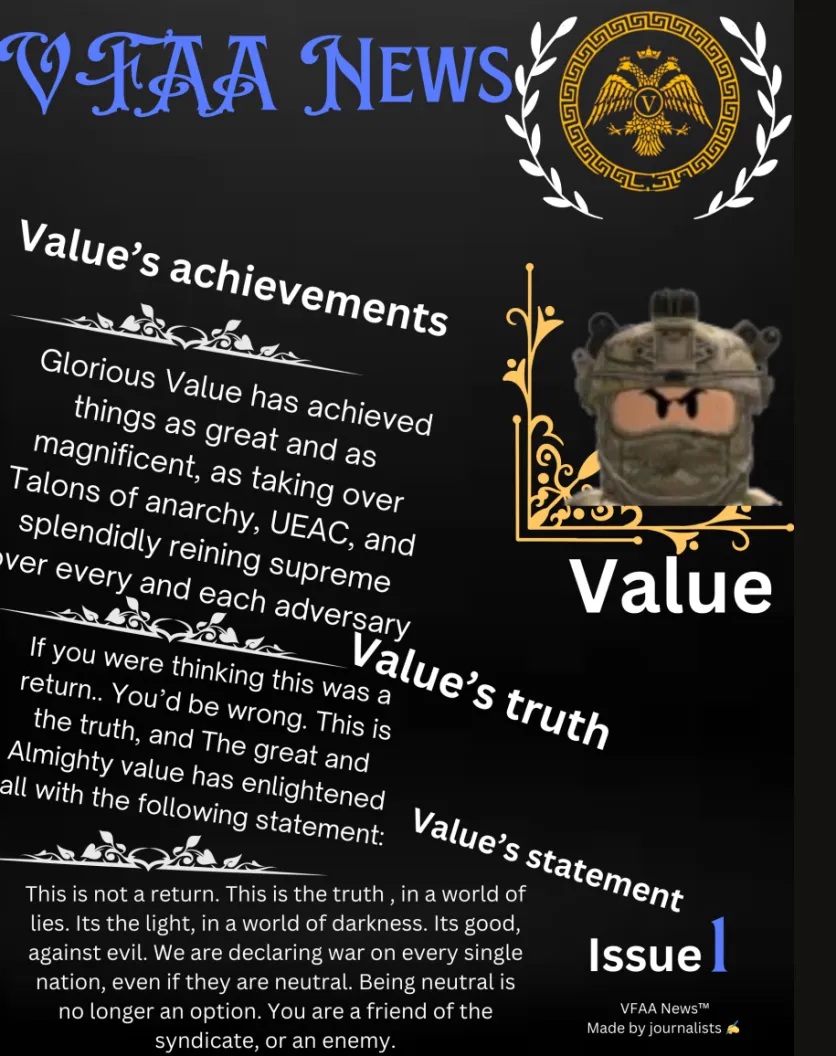 VFAA News
V
Value's achievements
Glorious Value has achieved
things as great and as
magnificent, as taking over
Talons of anarchy, UEAC, and
splendidly reining supreme
over every and each adversary
Value
Value's truth
If you were thinking this was a
return.. You'd be wrong. This is
the truth, and The great and
Almighty value has enlightened
all with the following statement:
Value's statement
This is not a return. This is the truth , in a world of
lies. Its the light, in a world of darkness. Its good,
against evil. We are declaring war on every single
nation, even if they are neutral. Being neutral is
no longer an option. You are a friend of the
syndicate, or an enemy.
Issue 1
VFAA News™
Made by journalists ✍️